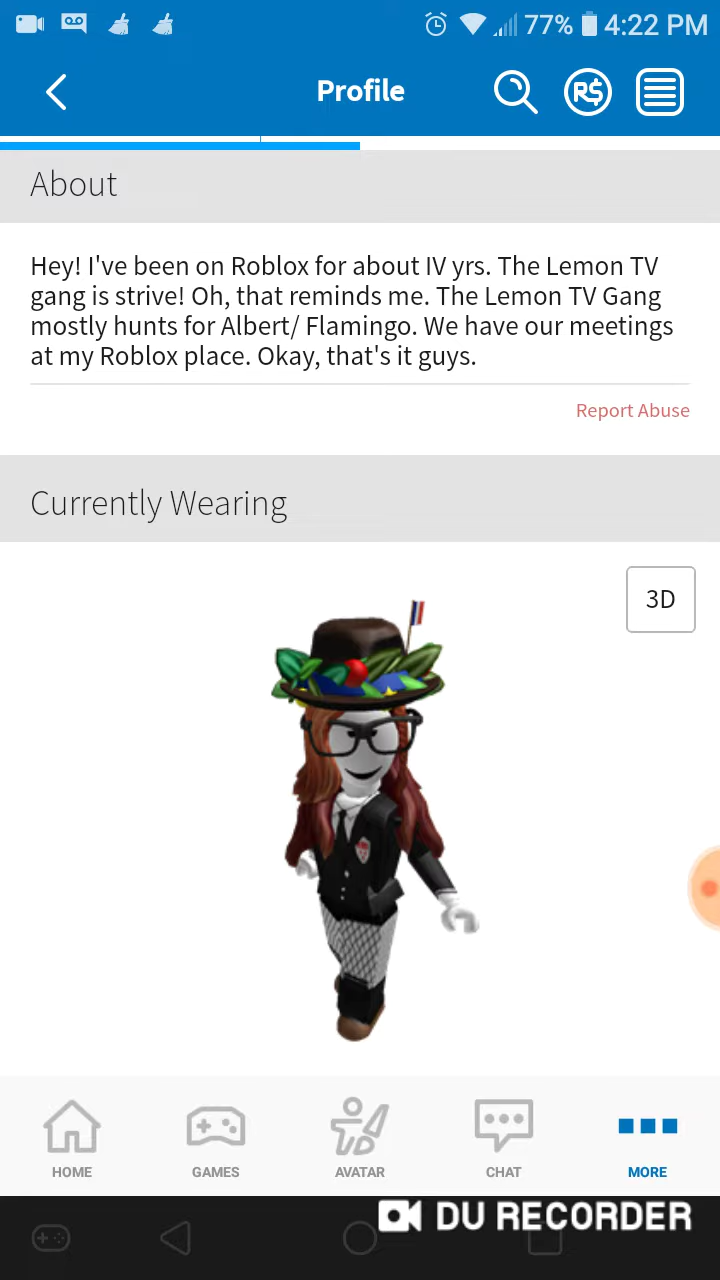 77% 4:22 PM
Profile
R$
About
Hey! I've been on Roblox for about IV yrs. The Lemon TV
gang is strive! Oh, that reminds me. The Lemon TV Gang
mostly hunts for Albert/ Flamingo. We have our meetings
at my Roblox place. Okay, that's it guys.
Report Abuse
Currently Wearing
3D
HOME GAMES AVATAR CHAT MORE
DU RECORDER